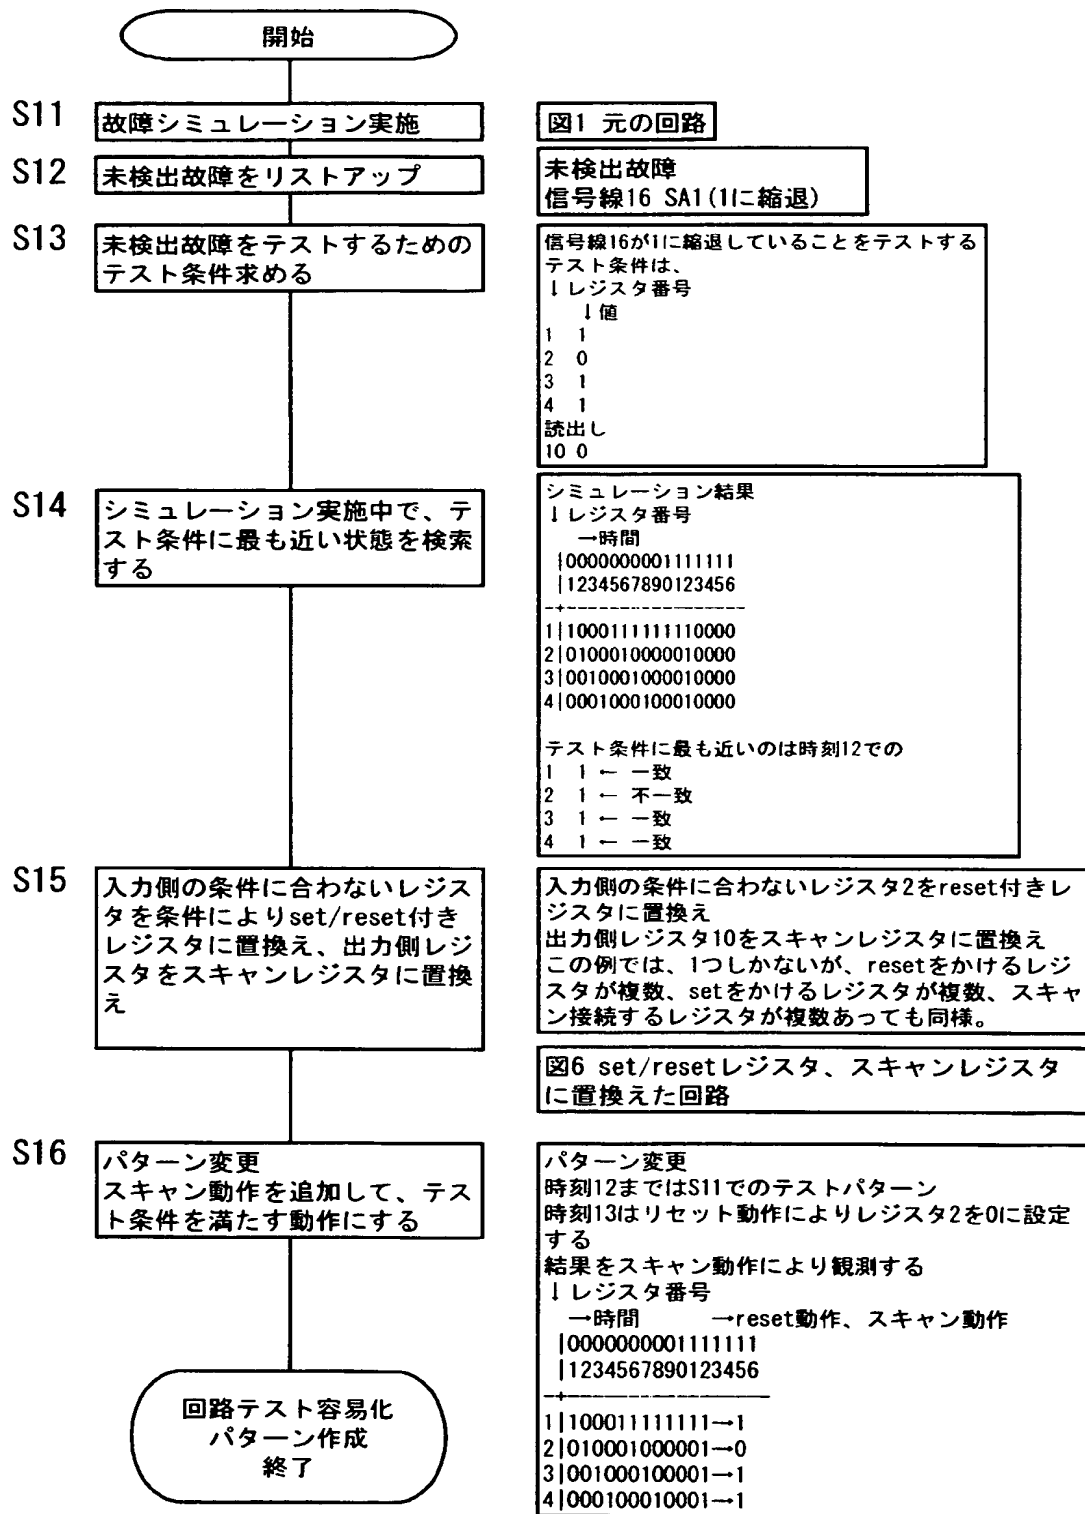 開始
S11
故障シミュレーション実施
図1 元の回路
S12
未検出故障をリストアップ
未検出故障
信号線16 SA1(1に縮退)
S13
未検出故障をテストするための
テスト条件求める
信号線16が1に縮退していることをテストする
テスト条件は、
↓レジスタ番号
↓値
1 1
2 0
3 1
4 1
読出し
10 0
S14
シミュレーション実施中で、テ
スト条件に最も近い状態を検索
する
シミュレーション結果
↓レジスタ番号
→時間
|0000000001111111
|1234567890123456
-+-----------------
1|1000111111110000
2|0100010000010000
3|0010001000010000
4|0001000100010000
テスト条件に最も近いのは時刻12での
1 1 ← 一致
2 1 ← 不一致
3 1 ← 一致
4 1 ← 一致
S15
入力側の条件に合わないレジス
タを条件によりset/reset付き
レジスタに置換え、出力側レジ
スタをスキャンレジスタに置換
え
入力側の条件に合わないレジスタ2をreset付きレ
ジスタに置換え
出力側レジスタ10をスキャンレジスタに置換え
この例では、1つしかないが、resetをかけるレジ
スタが複数、setをかけるレジスタが複数、スキャ
ン接続するレジスタが複数あっても同様。
図6 set/resetレジスタ、スキャンレジスタ
に置換えた回路
S16
パターン変更
スキャン動作を追加して、テス
ト条件を満たす動作にする
パターン変更
時刻12まではS11でのテストパターン
時刻13はリセット動作によりレジスタ2を0に設定
する
結果をスキャン動作により観測する
↓レジスタ番号
→時間 →reset動作、スキャン動作
|0000000001111111
|1234567890123456
-+-----------------
1|100011111111→1
2|010001000001→0
3|001000100001→1
4|000100010001→1
回路テスト容易化
パターン作成
終了